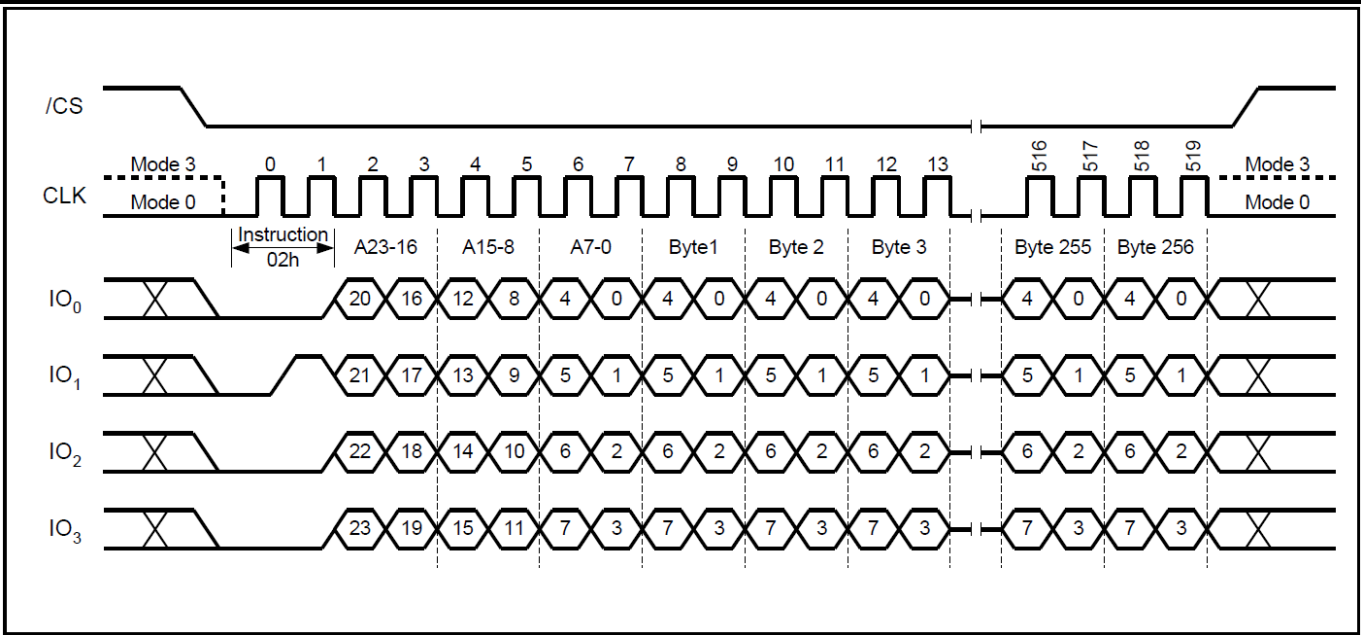 /CS
Mode 3 0 1 2 3 4 5 6 7 8 9 10 11 12 13 516 517 518 519 Mode 3
CLK Mode 0 Mode 0
Instruction
02h
A23-16 A15-8 A7-0 Byte1 Byte 2 Byte 3 Byte 255 Byte 256
IO0 20 16 12 8 4 0 4 0 4 0 4 0 4 0 4 0
IO1 21 17 13 9 5 1 5 1 5 1 5 1 5 1 5 1
IO2 22 18 14 10 6 2 6 2 6 2 6 2 6 2 6 2
IO3 23 19 15 11 7 3 7 3 7 3 7 3 7 3 7 3